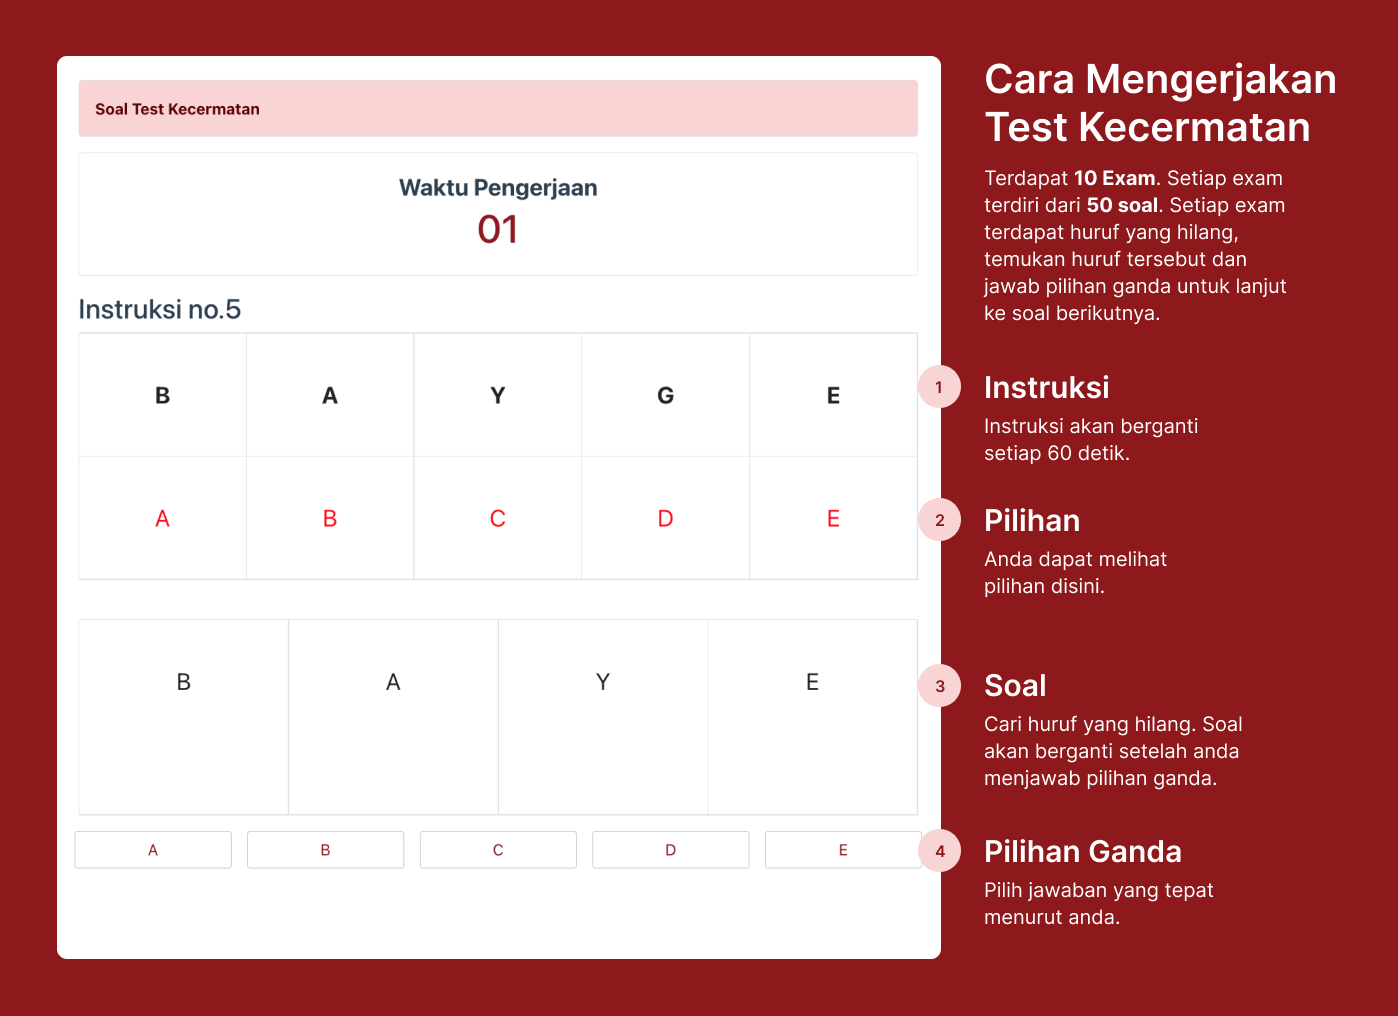 Soal Test Kecermatan
Waktu Pengerjaan
01
Instruksi no.5
B A Y G E
A B C D E
B A Y E
A B C D E
Cara Mengerjakan
Test Kecermatan
Terdapat 10 Exam. Setiap exam
terdiri dari 50 soal. Setiap exam
terdapat huruf yang hilang,
temukan huruf tersebut dan
jawab pilihan ganda untuk lanjut
ke soal berikutnya.
1 Instruksi
Instruksi akan berganti
setiap 60 detik.
2 Pilihan
Anda dapat melihat
pilihan disini.
3 Soal
Cari huruf yang hilang. Soal
akan berganti setelah anda
menjawab pilihan ganda.
4 Pilihan Ganda
Pilih jawaban yang tepat
menurut anda.